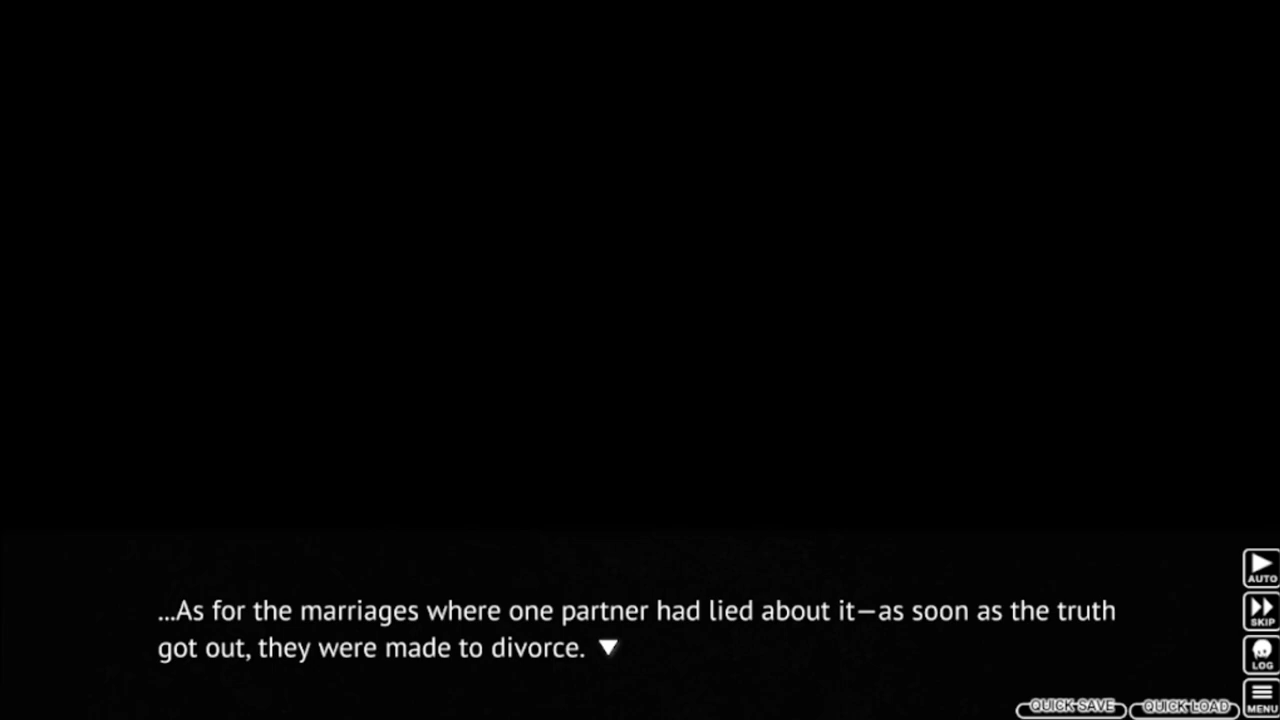 ...As for the marriages where one partner had lied about it—as soon as the truth
got out, they were made to divorce.
AUTO
SKIP
LOG
MENU
QUICK SAVE
QUICK LOAD